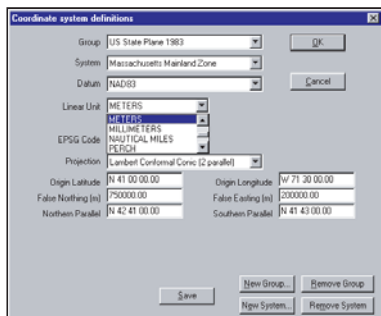 Coordinate system definitions
Group US State Plane 1983
OK
System Massachusetts Mainland Zone
Datum NAD83
Cancel
Linear Unit METERS
METERS
MILLIMETERS
NAUTICAL MILES
PERCH
EPSG Code
Projection Lambert Conformal Conic (2 parallel)
Origin Latitude N 41 00 00.00 Origin Longitude W 71 30 00.00
False Northing (m) 750000.00 False Easting (m) 200000.00
Northern Parallel N 42 41 00.00 Southern Parallel N 41 43 00.00
New Group... Remove Group
Save
New System... Remove System